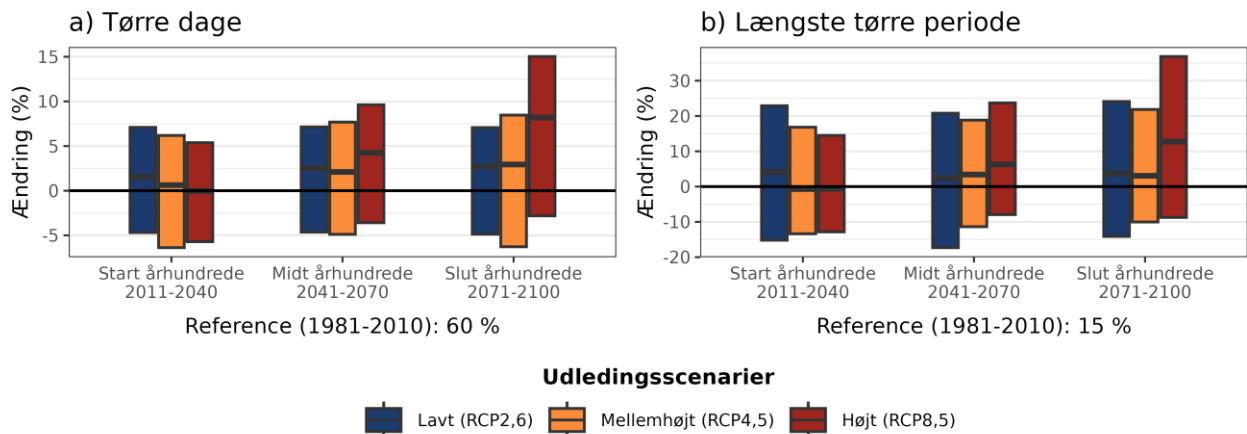 a) Tørre dage
Ændring (%)
15
10
5
0
-5
Start århundrede
2011-2040
Midt århundrede
2041-2070
Slut århundrede
2071-2100
Reference (1981-2010): 60 %
b) Længste tørre periode
Ændring (%)
30
20
10
0
-10
-20
Start århundrede
2011-2040
Midt århundrede
2041-2070
Slut århundrede
2071-2100
Reference (1981-2010): 15 %
Udledingsscenarier
Lavt (RCP2,6)
Mellemhøjt (RCP4,5)
Højt (RCP8,5)